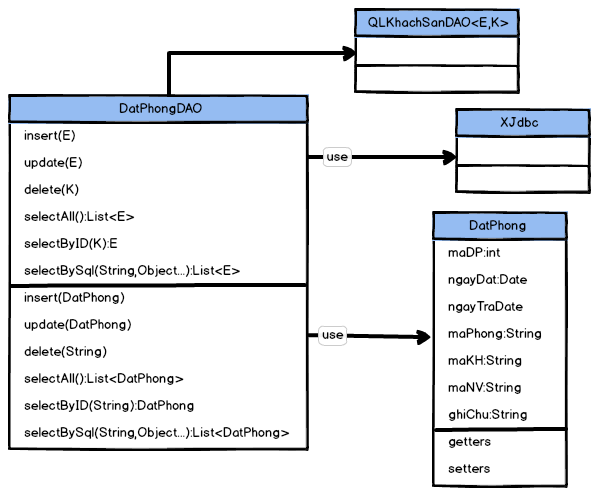 QLKhachSanDAO<E,K>
DatPhongDAO
insert(E)
update(E)
delete(K)
selectAll():List<E>
selectByID(K):E
selectBySql(String,Object...):List<E>
insert(DatPhong)
update(DatPhong)
delete(String)
selectAll():List<DatPhong>
selectByID(String):DatPhong
selectBySql(String,Object...):List<DatPhong>
use
XJdbc
use
DatPhong
maDP:int
ngayDat:Date
ngayTraDate
maPhong:String
maKH:String
maNV:String
ghiChu:String
getters
setters